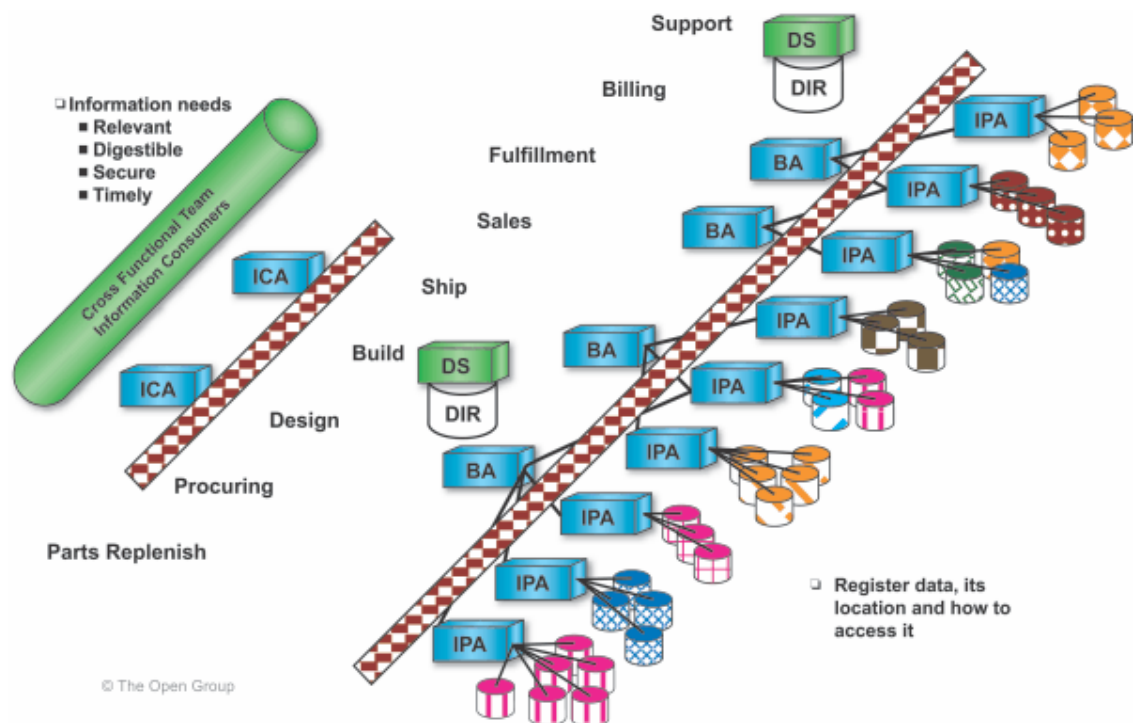 Support
DS
DIR
Billing
❑ Information needs
■ Relevant
■ Digestible
■ Secure
■ Timely
IPA
Fulfillment
BA
IPA
Cross Functional Team
Information Consumers
Sales
BA
IPA
ICA
Ship
IPA
Build
DS
DIR
BA
IPA
ICA
Design
IPA
BA
Procuring
IPA
Parts Replenish
IPA
❑ Register data, its
location and how to
access it
IPA
© The Open Group